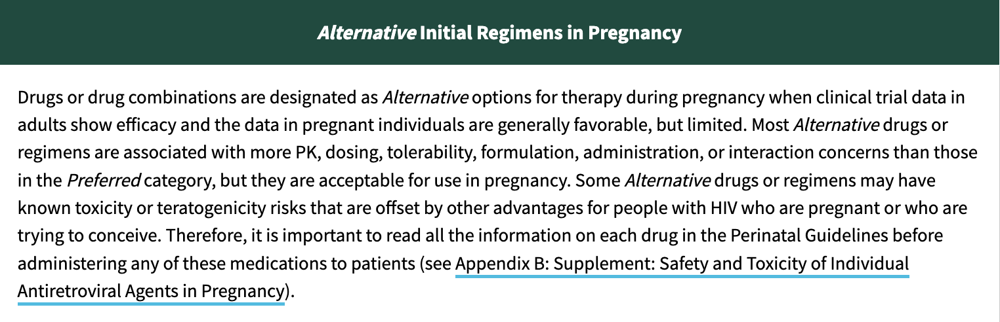 Alternative Initial Regimens in Pregnancy
Drugs or drug combinations are designated as Alternative options for therapy during pregnancy when clinical trial data in
adults show efficacy and the data in pregnant individuals are generally favorable, but limited. Most Alternative drugs or
regimens are associated with more PK, dosing, tolerability, formulation, administration, or interaction concerns than those
in the Preferred category, but they are acceptable for use in pregnancy. Some Alternative drugs or regimens may have
known toxicity or teratogenicity risks that are offset by other advantages for people with HIV who are pregnant or who are
trying to conceive. Therefore, it is important to read all the information on each drug in the Perinatal Guidelines before
administering any of these medications to patients (see Appendix B: Supplement: Safety and Toxicity of Individual
Antiretroviral Agents in Pregnancy).